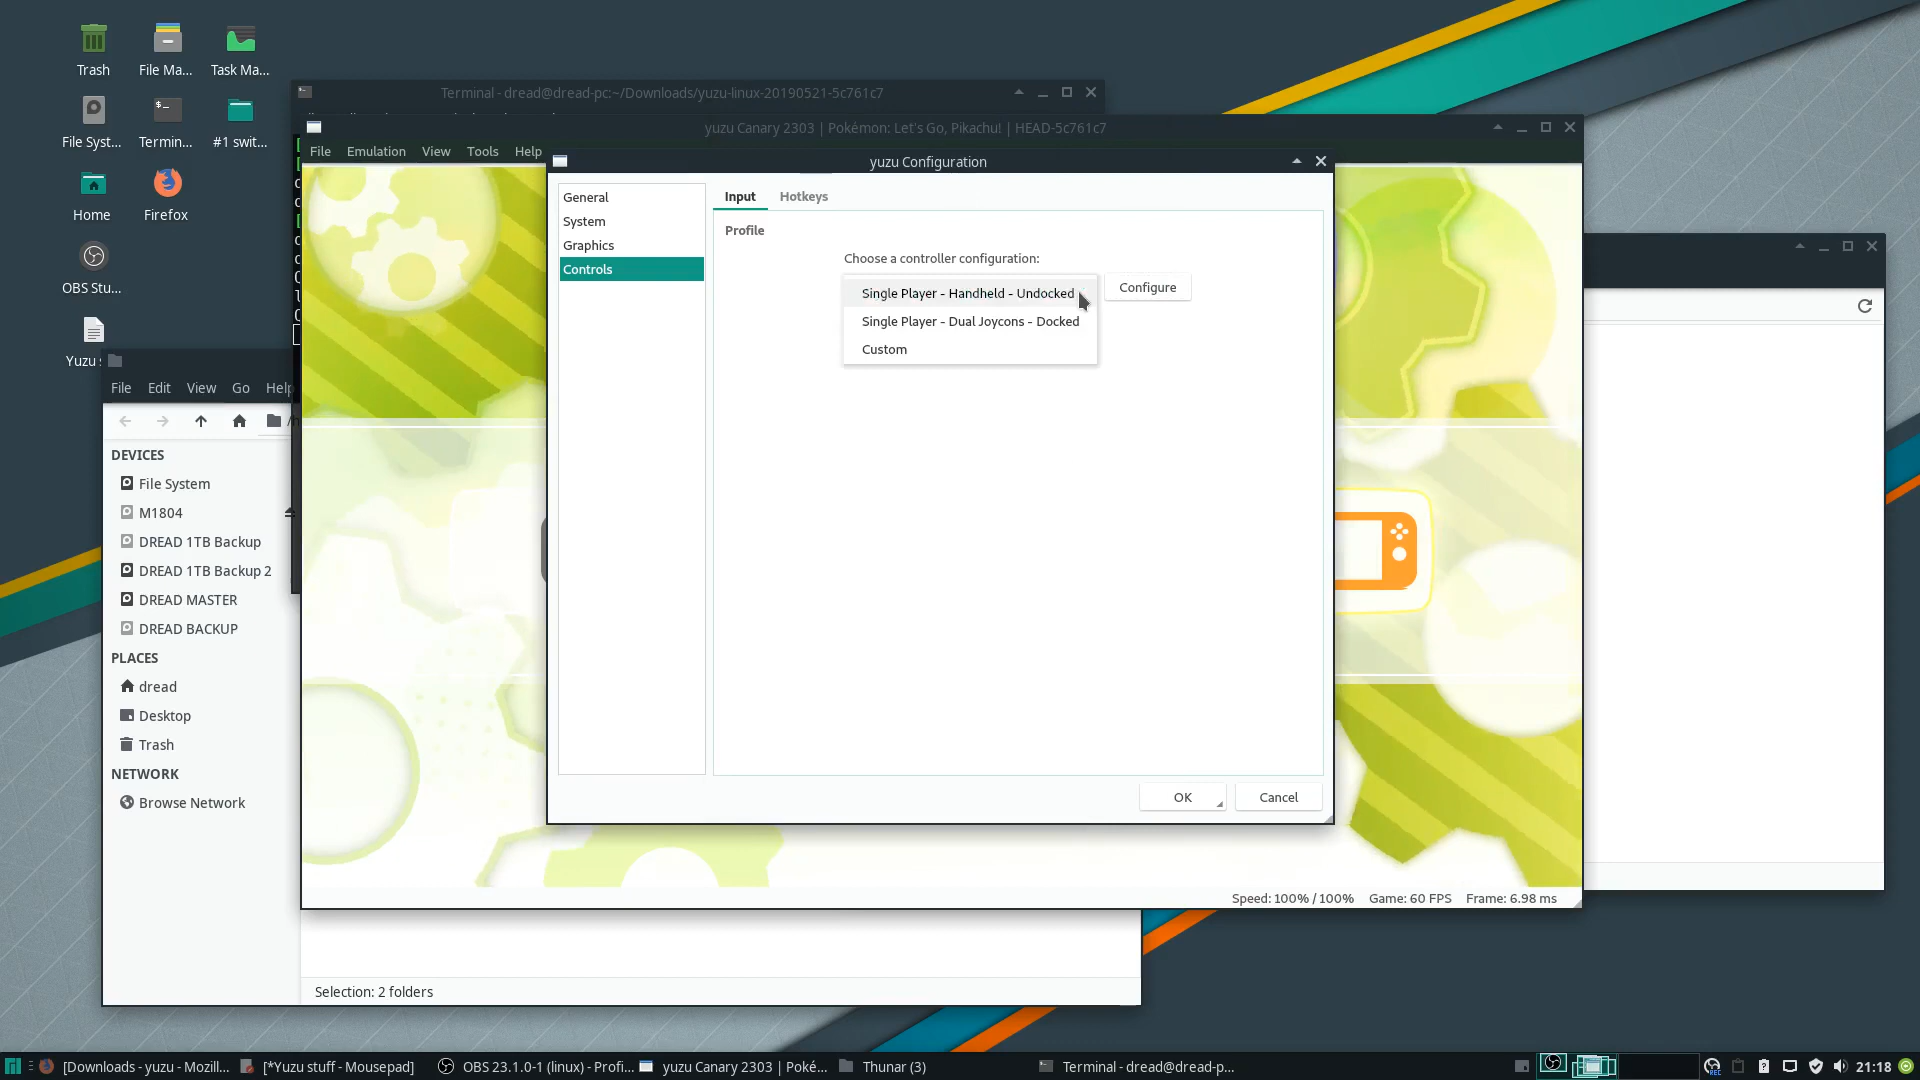 Trash
File Ma...
Task Ma...
File Syst...
Termin...
#1 swit...
Home
Firefox
OBS Stu...
Terminal - dread@dread-pc:~/Downloads/yuzu-linux-20190521-5c761c7
yuzu Canary 2303 | Pokémon: Let's Go, Pikachu! | HEAD-5c761c7
File Emulation View Tools Help
yuzu Configuration
General
System
Graphics
Controls
Input Hotkeys
Profile
Choose a controller configuration:
Single Player - Handheld - Undocked
Single Player - Dual Joycons - Docked
Custom
Configure
OK
Cancel
Speed: 100% / 100% Game: 60 FPS Frame: 6.98 ms
Yuzu
File Edit View Go Help
DEVICES
File System
M1804
DREAD 1TB Backup
DREAD 1TB Backup 2
DREAD MASTER
DREAD BACKUP
PLACES
dread
Desktop
Trash
NETWORK
Browse Network
Selection: 2 folders
[Downloads - yuzu - Mozill...
[*Yuzu stuff - Mousepad]
OBS 23.1.0-1 (linux) - Profi...
yuzu Canary 2303 | Poké...
Thunar (3)
Terminal - dread@dread-p...
REC
21:18